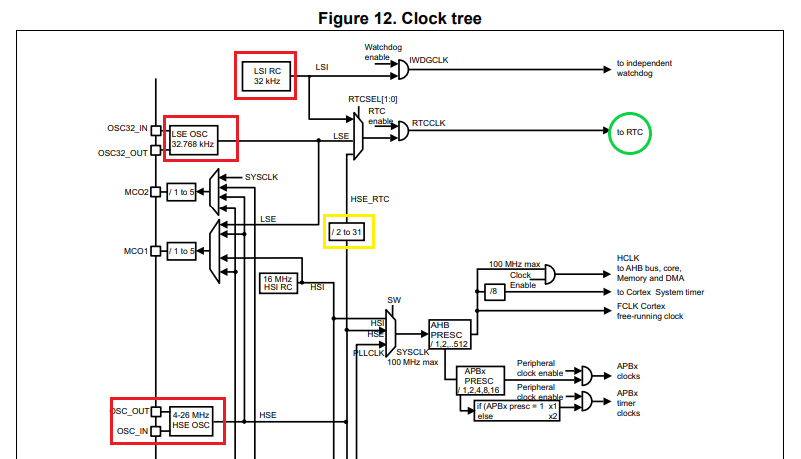 Figure 12. Clock tree
Watchdog
enable
IWDGCLK
to independent
watchdog
LSI RC
32 kHz
LSI
RTCSEL[1:0]
RTC
enable
RTCCLK
to RTC
OSC32_IN
OSC32_OUT
LSE OSC
32.768 kHz
LSE
SYSCLK
MCO2
/ 1 to 5
HSE_RTC
LSE
/ 2 to 31
MCO1
/ 1 to 5
16 MHz
HSI RC
HSI
100 MHz max
Clock
Enable
HCLK
to AHB bus, core,
Memory and DMA
/8
to Cortex System timer
FCLK Cortex
free-running clock
SW
HSI
HSE
PLLCLK
SYSCLK
100 MHz max
AHB
PRESC
/ 1,2,..512
APBx
PRESC
/ 1,2,4,8,16
Peripheral
clock enable
APBx
clocks
Peripheral
clock enable
APBx
timer
clocks
if (APBx presc = 1 x1
else x2
OSC_OUT
OSC_IN
4-26 MHz
HSE OSC
HSE